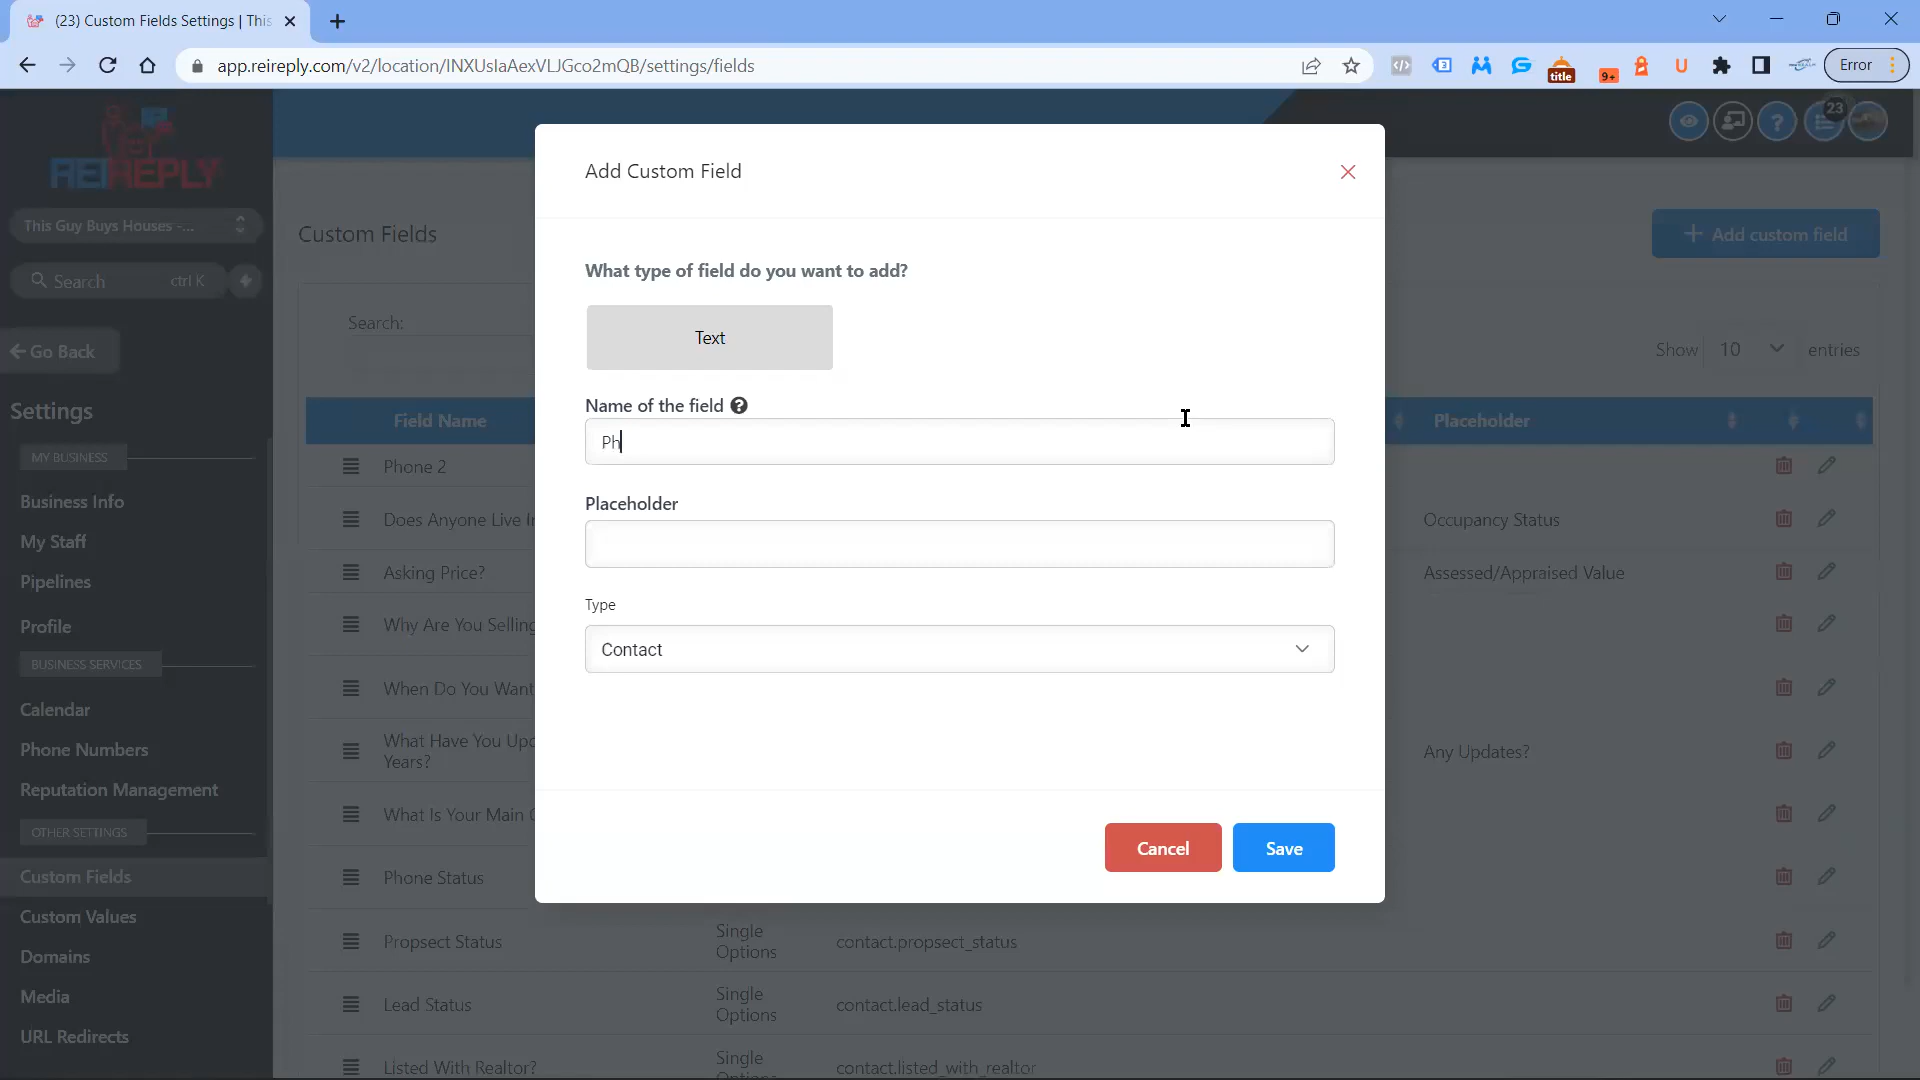 (23) Custom Fields Settings | This
app.reireply.com/v2/location/INXUslaAexVLJGco2mQB/settings/fields
title
9+
U
Error
REIREPLY
23
This Guy Buys Houses -...
Search
ctrl K
Go Back
Settings
MY BUSINESS
Business Info
My Staff
Pipelines
Profile
BUSINESS SERVICES
Calendar
Phone Numbers
Reputation Management
OTHER SETTINGS
Custom Fields
Custom Values
Domains
Media
URL Redirects
Custom Fields
Add custom field
Search:
Show 10 entries
Field Name
Placeholder
Phone 2
Does Anyone Live
Occupancy Status
Asking Price?
Assessed/Appraised Value
Why Are You Selling
When Do You Want
What Have You
Years?
Any Updates?
What Is Your Main
Phone Status
Propsect Status
Single
Options
contact.propsect_status
Lead Status
Single
Options
contact.lead_status
Listed With Realtor?
Single
Options
contact.listed_with_realtor
Add Custom Field
What type of field do you want to add?
Text
Name of the field
Ph
Placeholder
Type
Contact
Cancel
Save